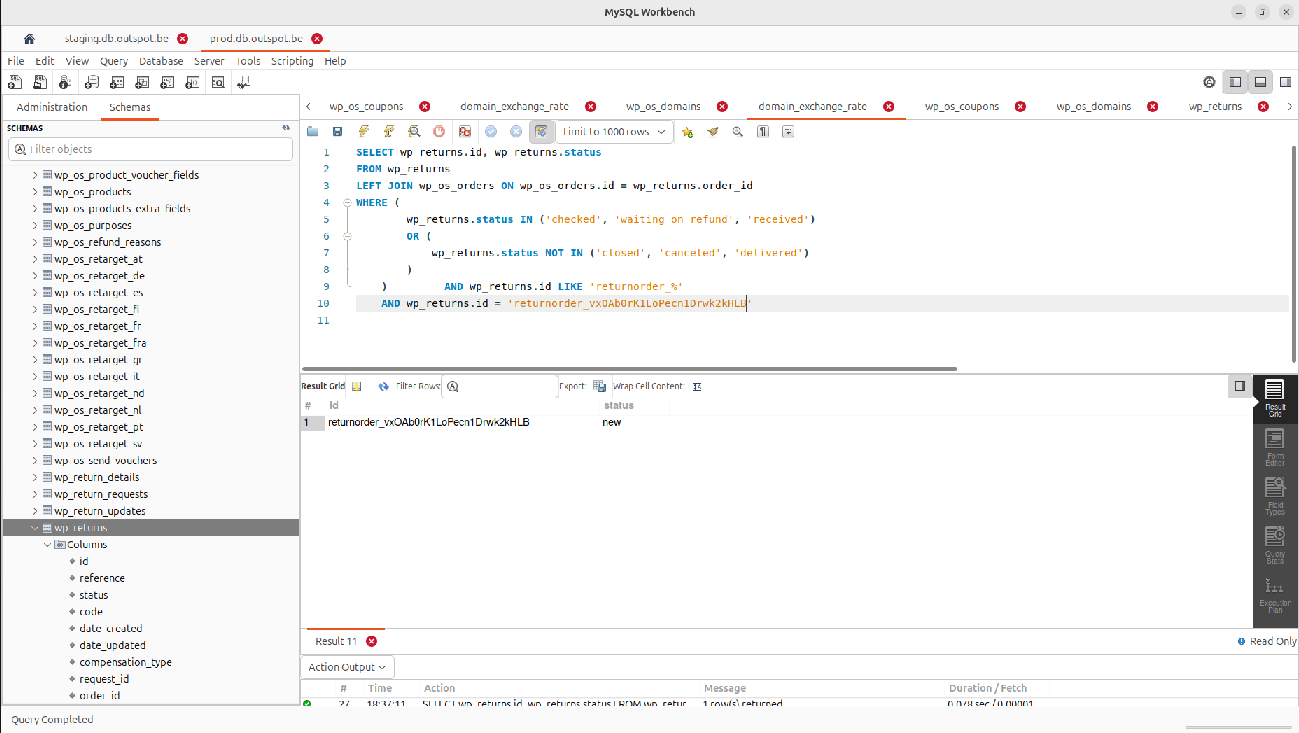 MySQL Workbench
staging.db.outspot.be
prod.db.outspot.be
File Edit View Query Database Server Tools Scripting Help
Administration Schemas
SCHEMAS
Filter objects
wp_os_product_voucher_fields
wp_os_products
wp_os_products_extra_fields
wp_os_purposes
wp_os_refund_reasons
wp_os_retarget_at
wp_os_retarget_de
wp_os_retarget_es
wp_os_retarget_fi
wp_os_retarget_fr
wp_os_retarget_fra
wp_os_retarget_gr
wp_os_retarget_it
wp_os_retarget_nd
wp_os_retarget_nl
wp_os_retarget_pt
wp_os_retarget_sv
wp_os_send_vouchers
wp_return_details
wp_return_requests
wp_return_updates
wp_returns
Columns
id
reference
status
code
date_created
date_updated
compensation_type
request_id
order_id
wp_os_coupons domain_exchange_rate wp_os_domains domain_exchange_rate wp_os_coupons wp_os_domains wp_returns
Limit to 1000 rows
1 SELECT wp_returns.id, wp_returns.status
2 FROM wp_returns
3 LEFT JOIN wp_os_orders ON wp_os_orders.id = wp_returns.order_id
4 WHERE (
5 wp_returns.status IN ('checked', 'waiting on refund', 'received')
6 OR (
7 wp_returns.status NOT IN ('closed', 'canceled', 'delivered')
8 )
9 ) AND wp_returns.id LIKE 'returnorder_%'
10 AND wp_returns.id = 'returnorder_vxOAb0rK1LoPecn1Drwk2kHLB'
11
Result Grid Filter Rows: Export: Wrap Cell Content:
# id status
1 returnorder_vxOAb0rK1LoPecn1Drwk2kHLB new
Result Grid
Form Editor
Field Types
Query Stats
Execution Plan
Result 11
Read Only
Action Output
# Time Action Message Duration / Fetch
27 18:37:11 SELECT wp_returns.id, wp_returns.status FROM wp_retur... 1 row(s) returned 0.078 sec / 0.00001...
Query Completed